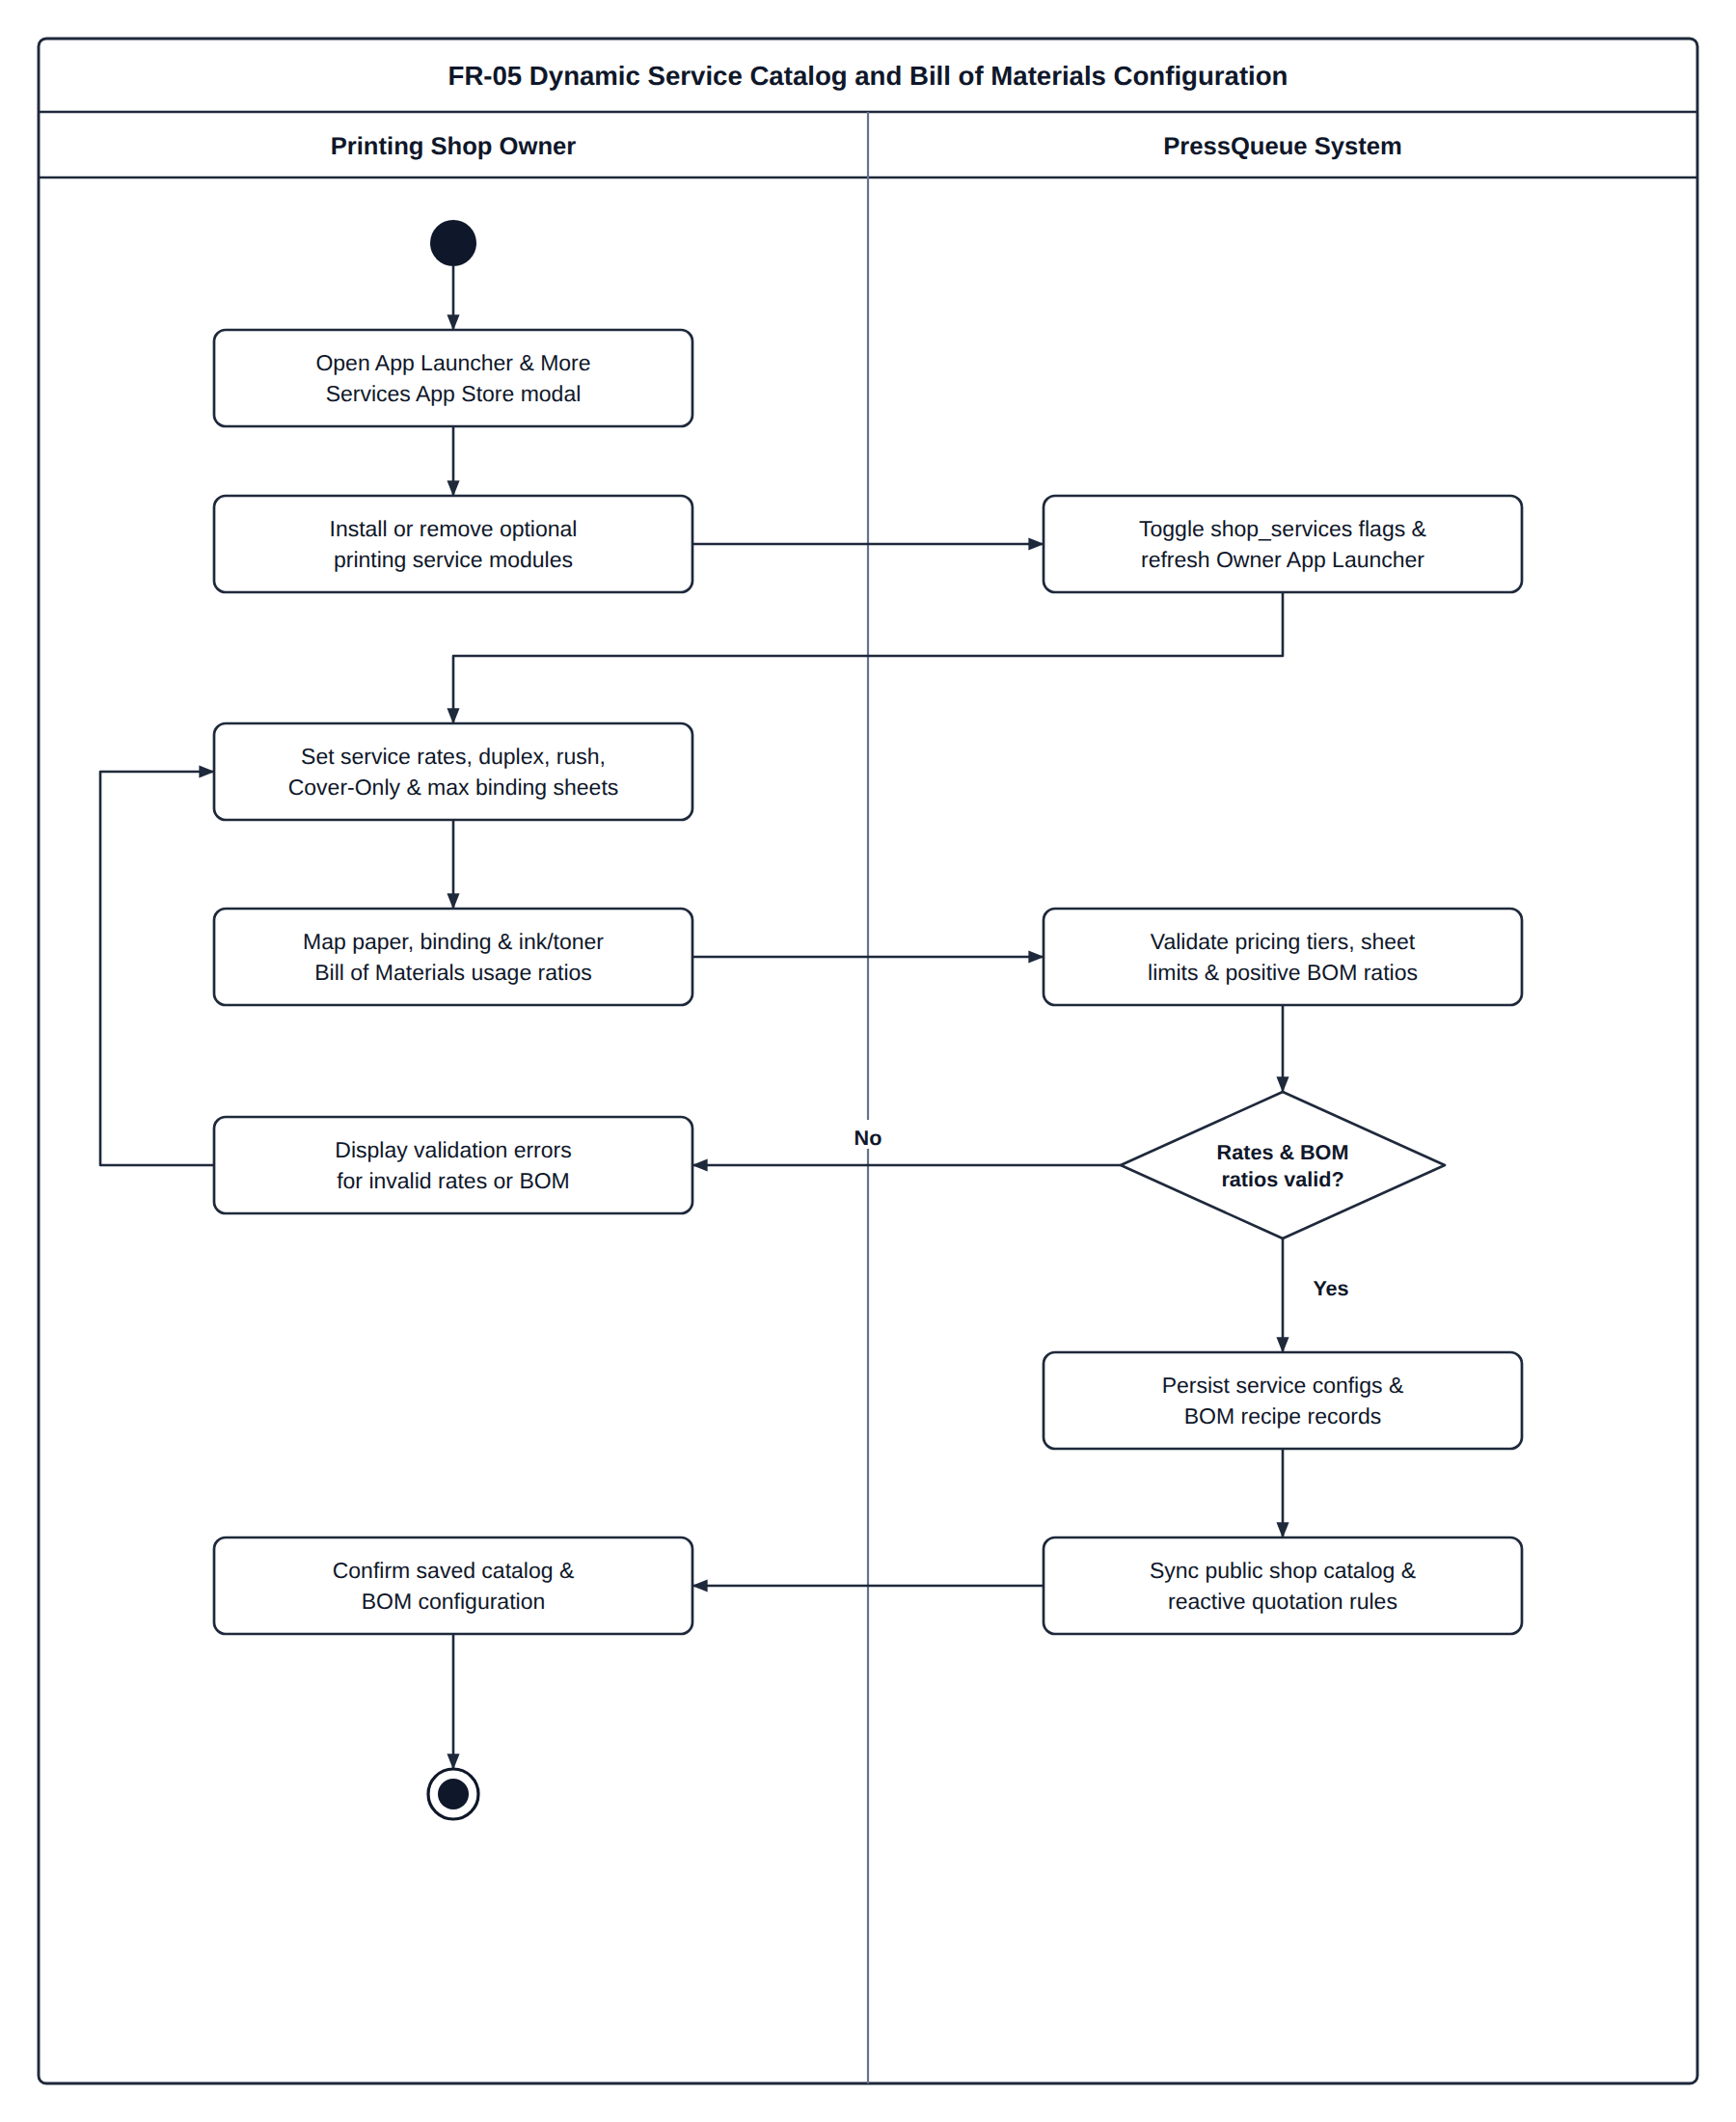 FR-05 Dynamic Service Catalog and Bill of Materials Configuration
Printing Shop Owner
PressQueue System
Open App Launcher & More
Services App Store modal
Install or remove optional
printing service modules
Toggle shop_services flags &
refresh Owner App Launcher
Set service rates, duplex, rush,
Cover-Only & max binding sheets
Map paper, binding & ink/toner
Bill of Materials usage ratios
Validate pricing tiers, sheet
limits & positive BOM ratios
Display validation errors
for invalid rates or BOM
No
Rates & BOM
ratios valid?
Yes
Persist service configs &
BOM recipe records
Confirm saved catalog &
BOM configuration
Sync public shop catalog &
reactive quotation rules